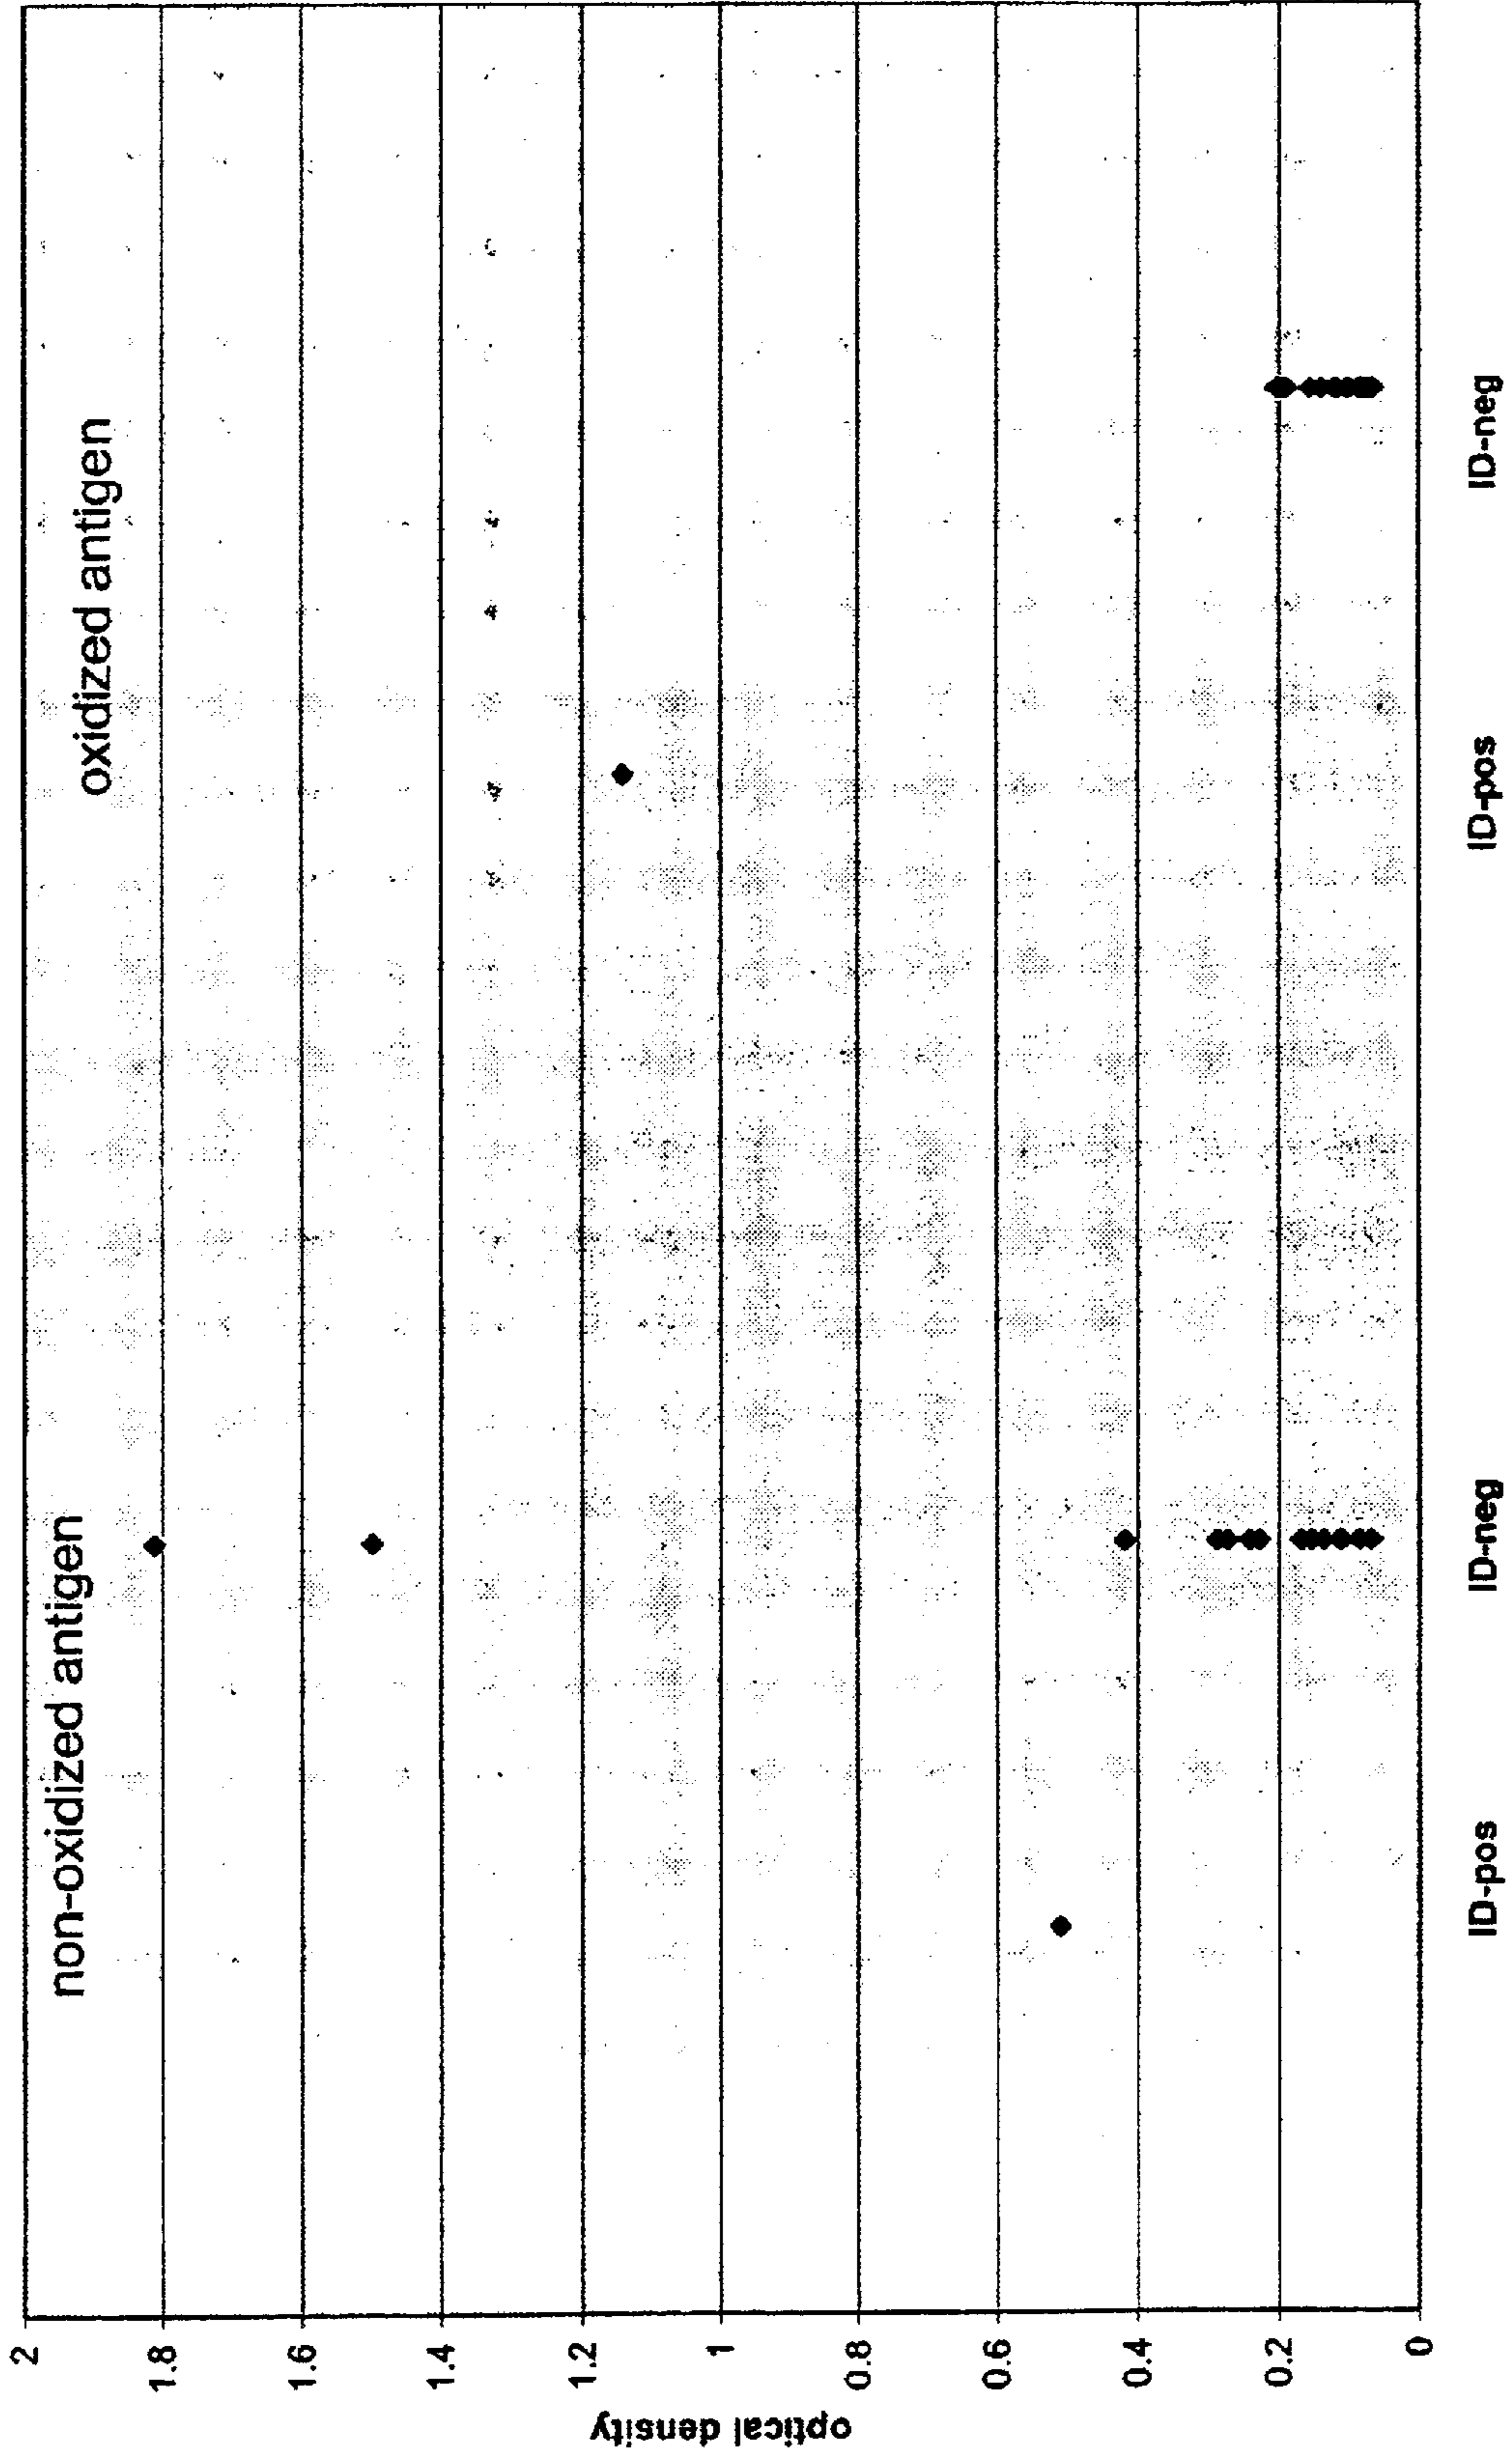 non-oxidized antigen
oxidized antigen
optical density
2
1.8
1.6
1.4
1.2
1
0.8
0.6
0.4
0.2
0
ID-pos
ID-neg
ID-pos
ID-neg